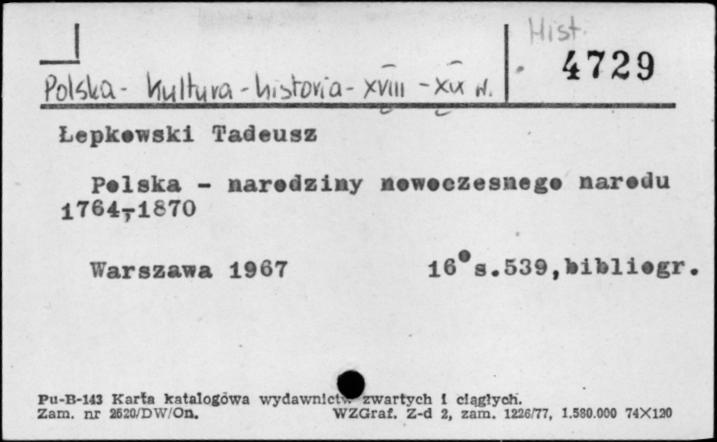 Hist.
4729
Polska - kultura - historia - XVIII - XIX w.
Łepkowski Tadeusz
Polska - narodziny nowoczesnego narodu
1764-1870
Warszawa 1967 16° s.539,bibliogr.
Pu-B-143 Karta katalogowa wydawnictw zwartych i ciągłych.
Zam. nr 2620/DW/On. WZGraf. Z-d 2, zam. 1226/77, 1.580.000 74X120